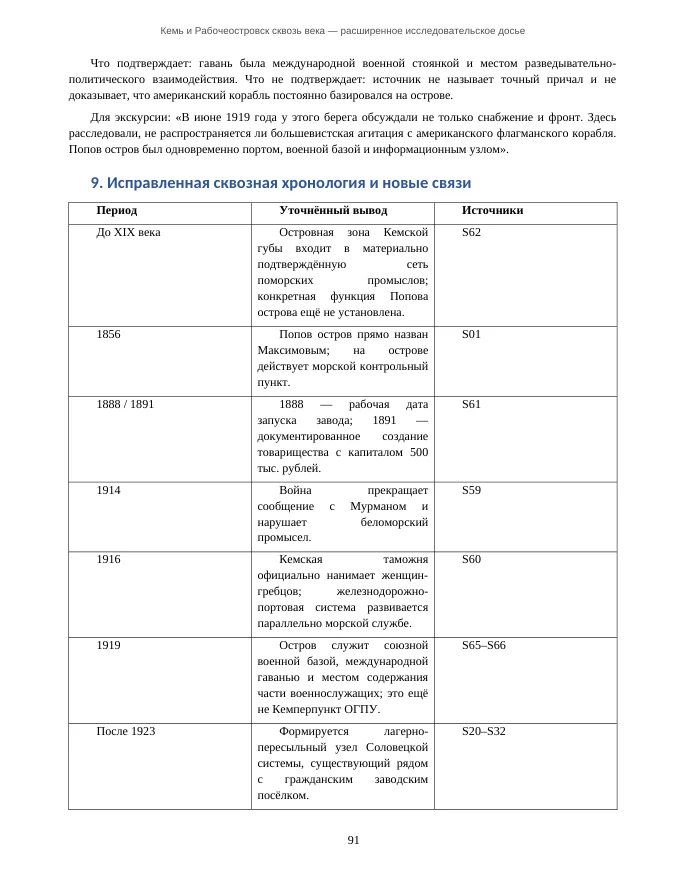 Кемь и Рабочеостровск сквозь века — расширенное исследовательское досье
Что подтверждает: гавань была международной военной стоянкой и местом разведывательно-
политического взаимодействия. Что не подтверждает: источник не называет точный причал и не
доказывает, что американский корабль постоянно базировался на острове.
Для экскурсии: «В июне 1919 года у этого берега обсуждали не только снабжение и фронт. Здесь
расследовали, не распространяется ли большевистская агитация с американского флагманского корабля.
Попов остров был одновременно портом, военной базой и информационным узлом».
9. Исправленная сквозная хронология и новые связи
Период Уточнённый вывод Источники
До XIX века Островная зона Кемской S62
губы входит в материально
подтверждённую сеть
поморских промыслов;
конкретная функция Попова
острова ещё не установлена.
1856 Попов остров прямо назван S01
Максимовым; на острове
действует морской контрольный
пункт.
1888 / 1891 1888 — рабочая дата S61
запуска завода; 1891 —
документированное создание
товарищества с капиталом 500
тыс. рублей.
1914 Война прекращает S59
сообщение с Мурманом и
нарушает беломорский
промысел.
1916 Кемская таможня S60
официально нанимает женщин-
гребцов; железнодорожно-
портовая система развивается
параллельно морской службе.
1919 Остров служит союзной S65–S66
военной базой, международной
гаванью и местом содержания
части военнослужащих; это ещё
не Кемперпункт ОГПУ.
После 1923 Формируется лагерно- S20–S32
пересыльный узел Соловецкой
системы, существующий рядом
с гражданским заводским
посёлком.
91